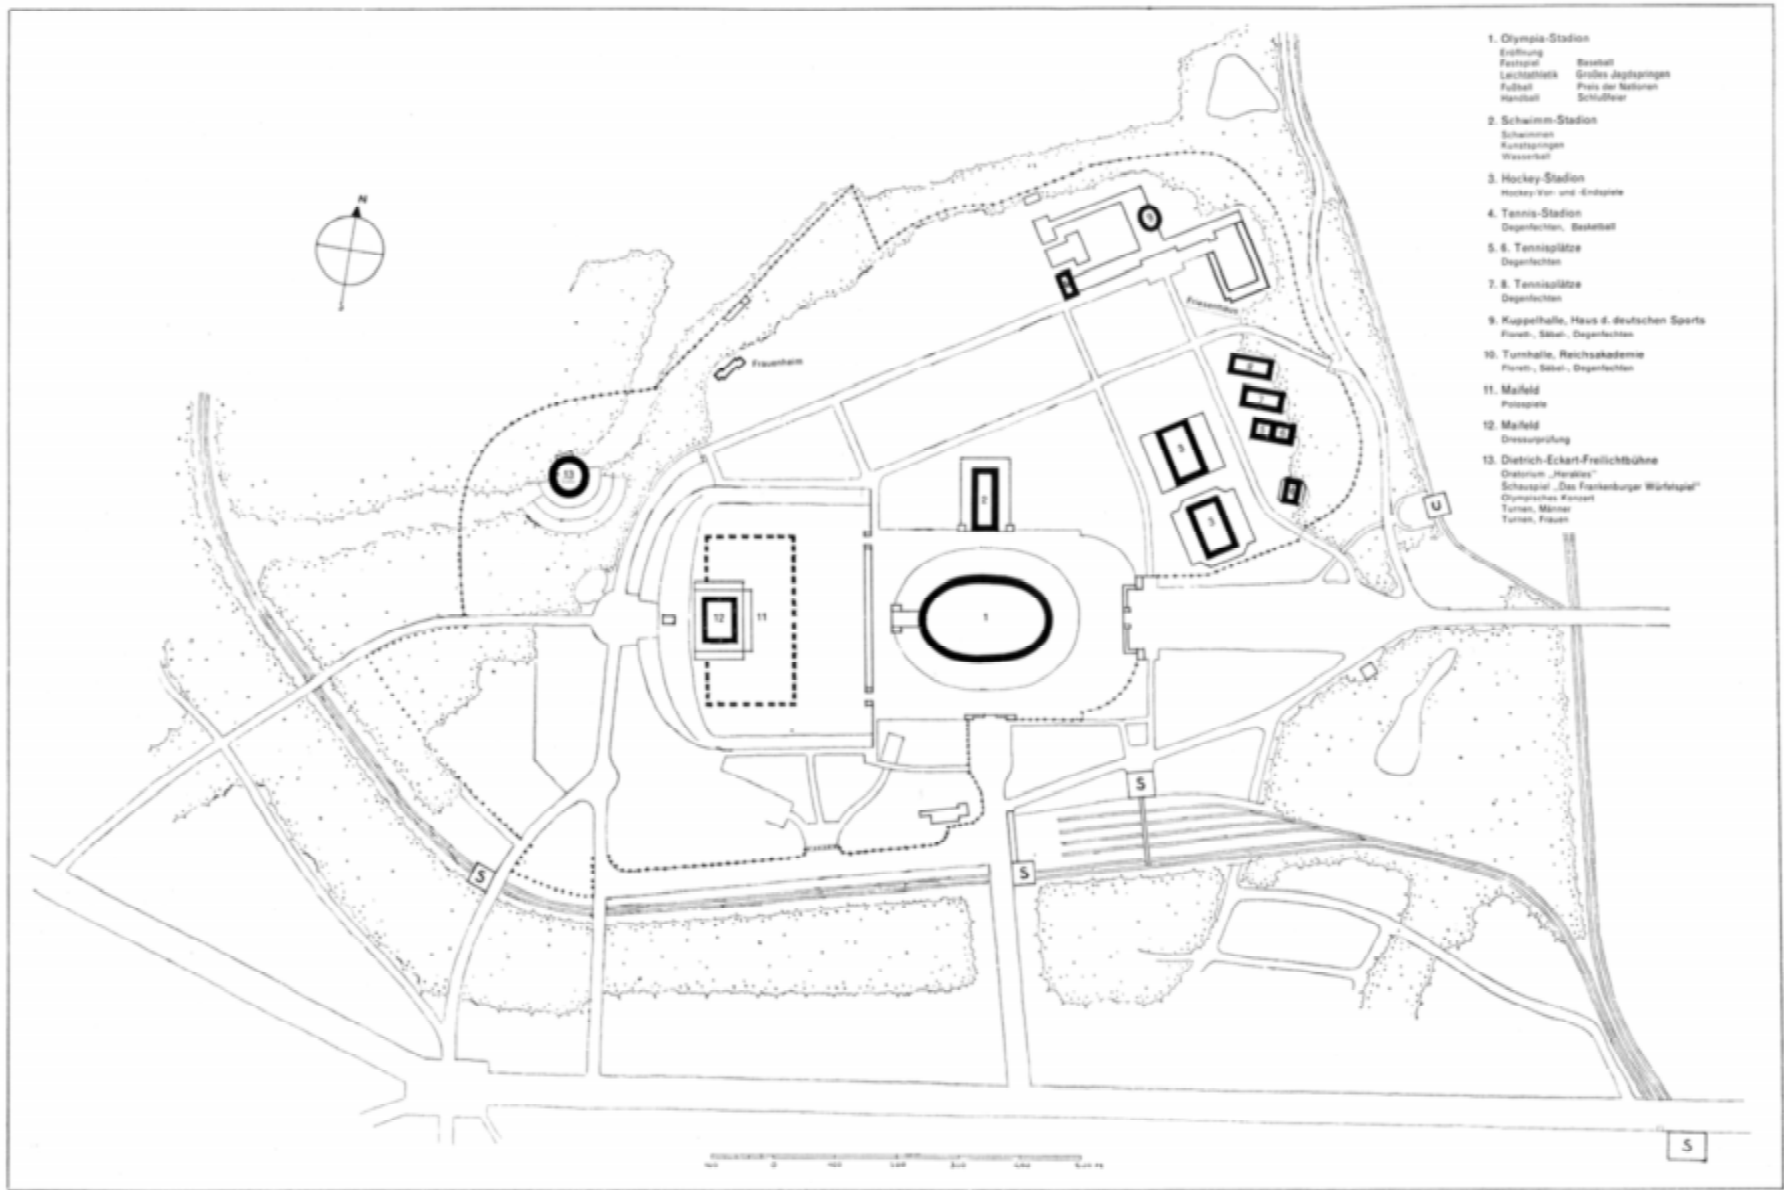 1. Olympia-Stadion
Eröffnung
Festspiel Baseball
Leichtathletik Großes Jagdspringen
Fußball Preis der Nationen
Handball Schlußfeier
2. Schwimm-Stadion
Schwimmen
Kunstspringen
Wasserball
3. Hockey-Stadion
Hockey-Vor- und -Endspiele
4. Tennis-Stadion
Degenfechten, Basketball
5. 6. Tennisplätze
Degenfechten
7. 8. Tennisplätze
Degenfechten
9. Kuppelhalle, Haus d. deutschen Sports
Florett-, Säbel-, Degenfechten
10. Turnhalle, Reichsakademie
Florett-, Säbel-, Degenfechten
11. Maifeld
Polospiele
12. Maifeld
Dressurprüfung
13. Dietrich-Eckart-Freilichtbühne
Oratorium „Herakles"
Schauspiel „Das Frankenburger Würfelspiel"
Olympisches Konzert
Turnen, Männer
Turnen, Frauen
N
S
Friesenhaus
Frauenheim
3
13
2
3
U
12
11
1
S
S
S
S